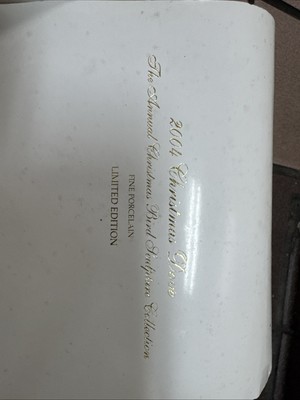 2004 Christmas Dove
The Annual Christmas Bird Sculpture Collection
FINE PORCELAIN
LIMITED EDITION